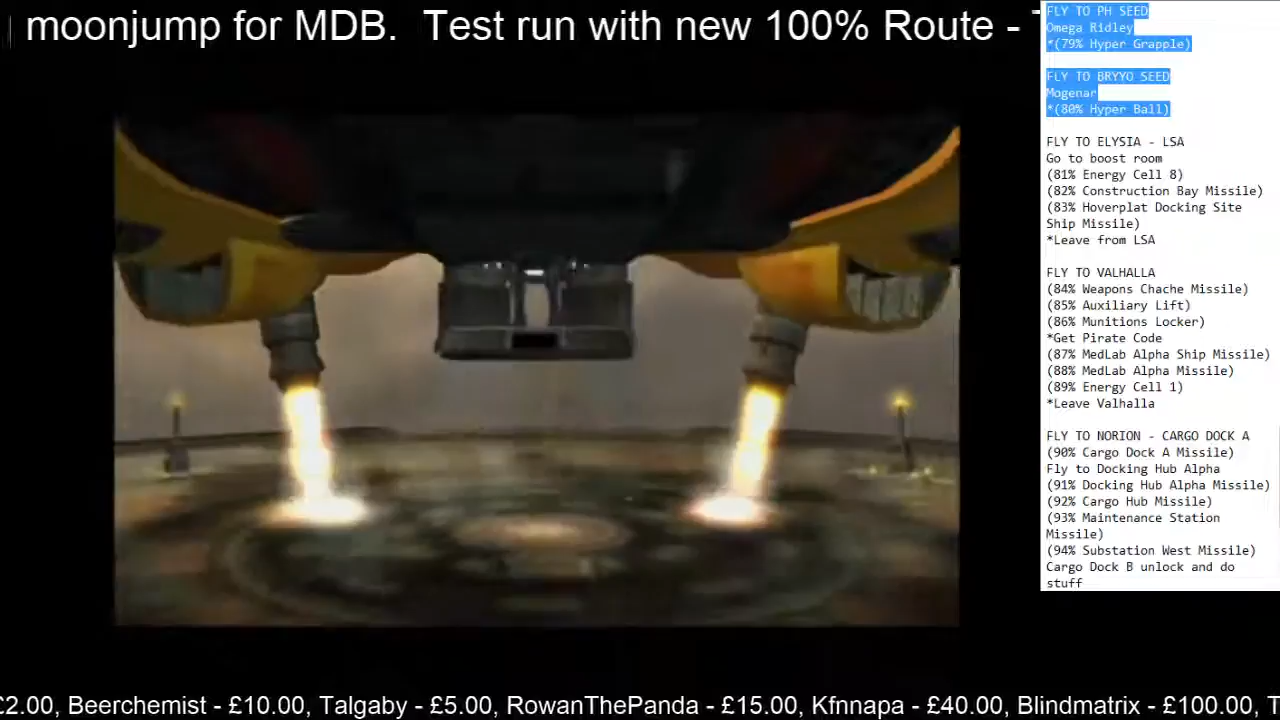 moonjump for MDB.  Test run with new 100% Route -
FLY TO PH SEED
Omega Ridley
*(79% Hyper Grapple)
FLY TO BRYYO SEED
Mogenar
*(80% Hyper Ball)
FLY TO ELYSIA - LSA
Go to boost room
(81% Energy Cell 8)
(82% Construction Bay Missile)
(83% Hoverplat Docking Site
Ship Missile)
*Leave from LSA
FLY TO VALHALLA
(84% Weapons Chache Missile)
(85% Auxiliary Lift)
(86% Munitions Locker)
*Get Pirate Code
(87% MedLab Alpha Ship Missile)
(88% MedLab Alpha Missile)
(89% Energy Cell 1)
*Leave Valhalla
FLY TO NORION - CARGO DOCK A
(90% Cargo Dock A Missile)
Fly to Docking Hub Alpha
(91% Docking Hub Alpha Missile)
(92% Cargo Hub Missile)
(93% Maintenance Station
Missile)
(94% Substation West Missile)
Cargo Dock B unlock and do
stuff
£2.00, Beerchemist - £10.00, Talgaby - £5.00, RowanThePanda - £15.00, Kfnnapa - £40.00, Blindmatrix - £100.00, T